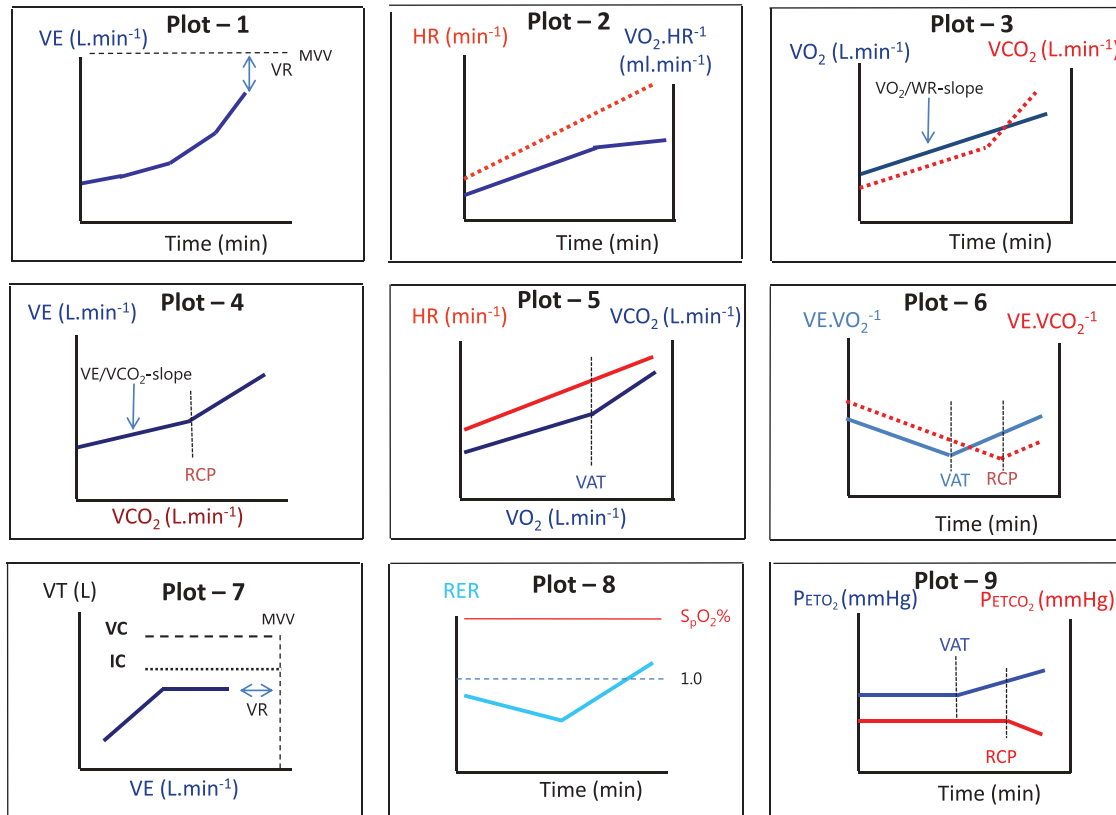 Plot – 1
VE (L.min⁻¹)
MVV
VR
Time (min)
Plot – 2
HR (min⁻¹)
VO₂.HR⁻¹
(ml.min⁻¹)
Time (min)
Plot – 3
VO₂ (L.min⁻¹)
VCO₂ (L.min⁻¹)
VO₂/WR-slope
Time (min)
Plot – 4
VE (L.min⁻¹)
VE/VCO₂-slope
RCP
VCO₂ (L.min⁻¹)
Plot – 5
HR (min⁻¹)
VCO₂ (L.min⁻¹)
VAT
VO₂ (L.min⁻¹)
Plot – 6
VE.VO₂⁻¹
VE.VCO₂⁻¹
VAT
RCP
Time (min)
Plot – 7
VT (L)
MVV
VC
IC
VR
VE (L.min⁻¹)
Plot – 8
RER
SpO₂%
1.0
Time (min)
Plot – 9
PETO₂ (mmHg)
PETCO₂ (mmHg)
VAT
RCP
Time (min)